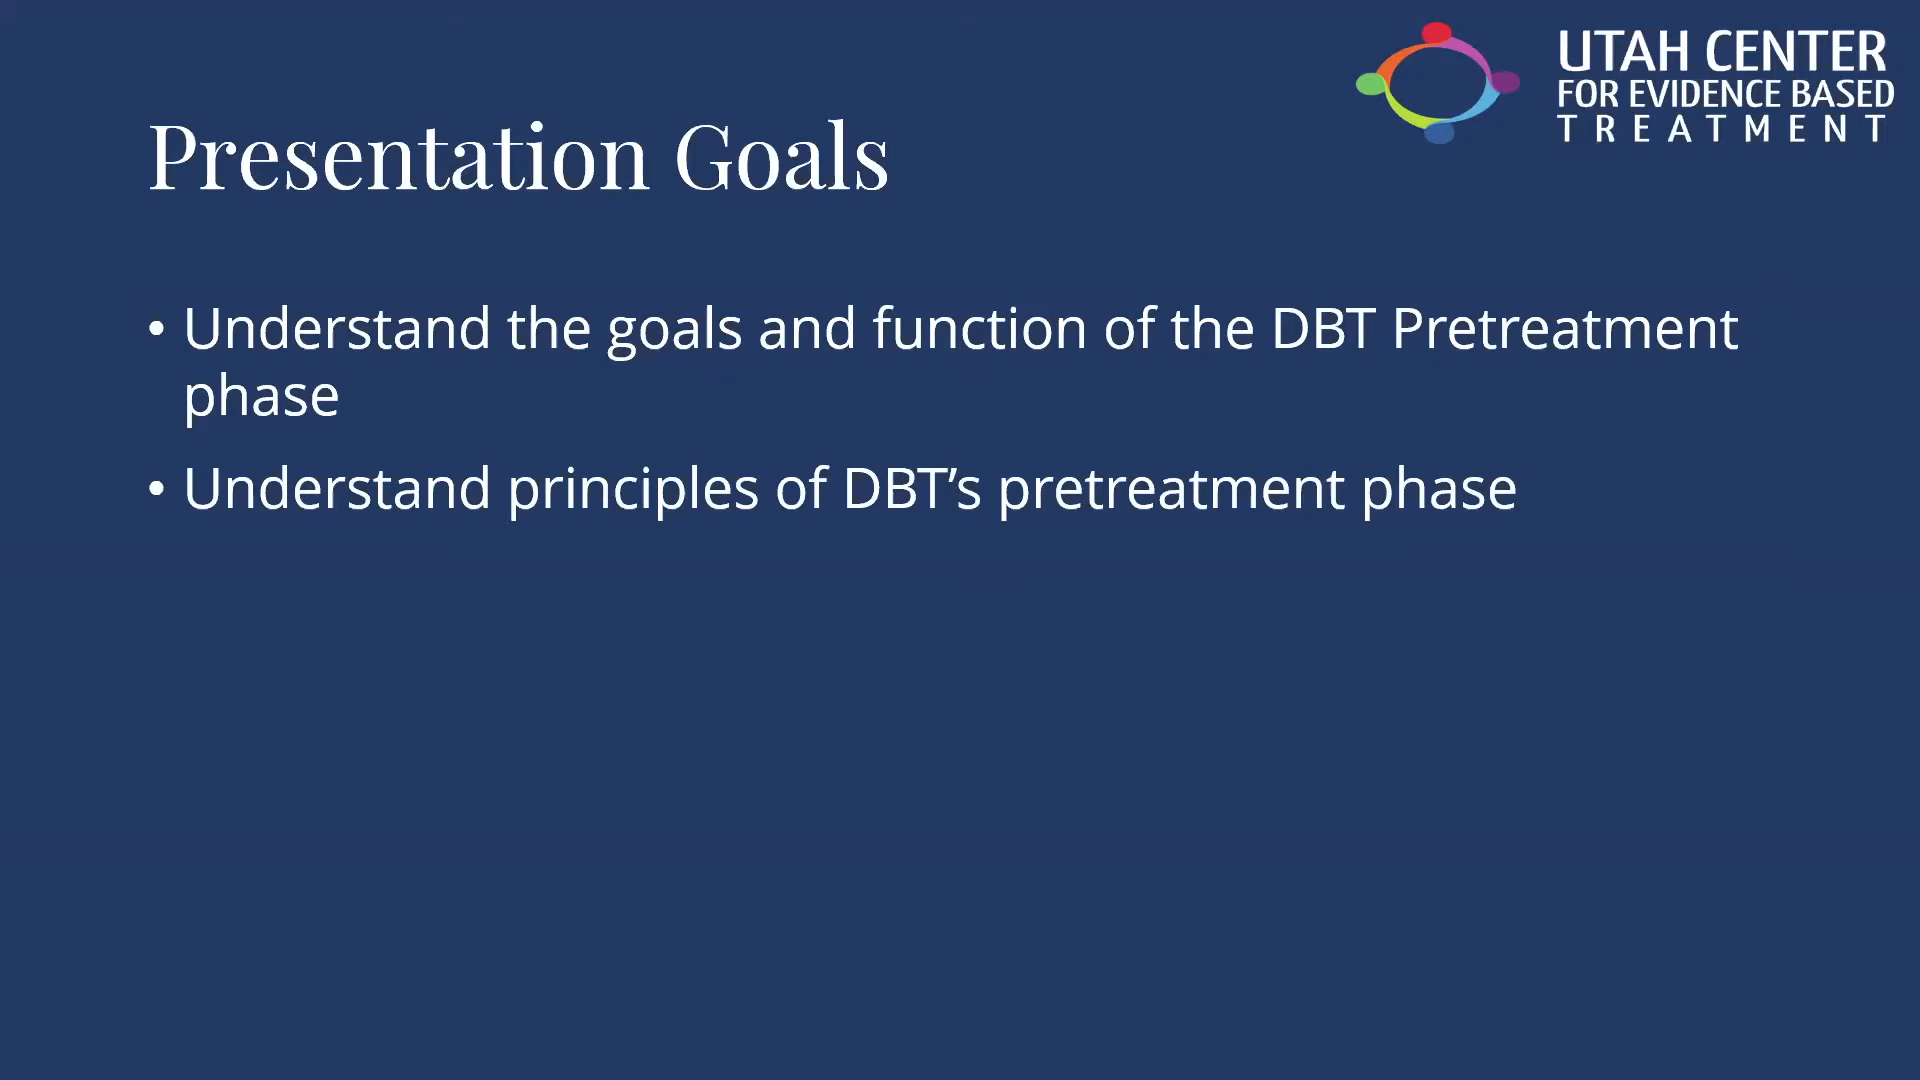 UTAH CENTER
FOR EVIDENCE BASED
TREATMENT
Presentation Goals
• Understand the goals and function of the DBT Pretreatment
phase
• Understand principles of DBT’s pretreatment phase